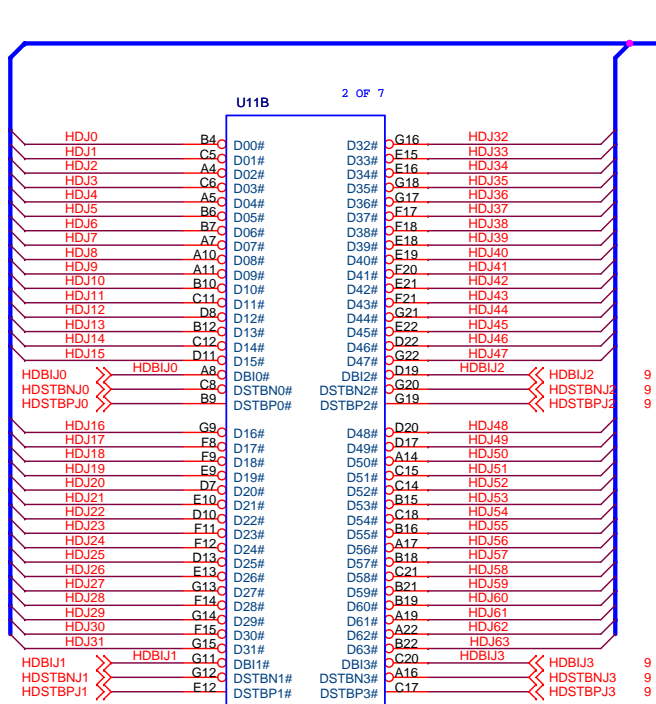 2 OF 7
U11B
HDJ0 B4 D00# D32# G16 HDJ32
HDJ1 C5 D01# D33# E15 HDJ33
HDJ2 A4 D02# D34# E16 HDJ34
HDJ3 C6 D03# D35# G18 HDJ35
HDJ4 A5 D04# D36# G17 HDJ36
HDJ5 B6 D05# D37# F17 HDJ37
HDJ6 B7 D06# D38# F18 HDJ38
HDJ7 A7 D07# D39# E18 HDJ39
HDJ8 A10 D08# D40# E19 HDJ40
HDJ9 A11 D09# D41# F20 HDJ41
HDJ10 B10 D10# D42# E21 HDJ42
HDJ11 C11 D11# D43# F21 HDJ43
HDJ12 D8 D12# D44# G21 HDJ44
HDJ13 B12 D13# D45# E22 HDJ45
HDJ14 C12 D14# D46# D22 HDJ46
HDJ15 D11 D15# D47# G22 HDJ47
HDBIJ0 HDBIJ0 A8 DBI0# DBI2# D19 HDBIJ2 HDBIJ2 9
HDSTBNJ0 C8 DSTBN0# DSTBN2# G20 HDSTBNJ2 9
HDSTBPJ0 B9 DSTBP0# DSTBP2# G19 HDSTBPJ2 9
HDJ16 G9 D16# D48# D20 HDJ48
HDJ17 F8 D17# D49# D17 HDJ49
HDJ18 F9 D18# D50# A14 HDJ50
HDJ19 E9 D19# D51# C15 HDJ51
HDJ20 D7 D20# D52# C14 HDJ52
HDJ21 E10 D21# D53# B15 HDJ53
HDJ22 D10 D22# D54# C18 HDJ54
HDJ23 F11 D23# D55# B16 HDJ55
HDJ24 F12 D24# D56# A17 HDJ56
HDJ25 D13 D25# D57# B18 HDJ57
HDJ26 E13 D26# D58# C21 HDJ58
HDJ27 G13 D27# D59# B21 HDJ59
HDJ28 F14 D28# D60# B19 HDJ60
HDJ29 G14 D29# D61# A19 HDJ61
HDJ30 F15 D30# D62# A22 HDJ62
HDJ31 G15 D31# D63# B22 HDJ63
HDBIJ1 HDBIJ1 G11 DBI1# DBI3# C20 HDBIJ3 HDBIJ3 9
HDSTBNJ1 G12 DSTBN1# DSTBN3# A16 HDSTBNJ3 9
HDSTBPJ1 E12 DSTBP1# DSTBP3# C17 HDSTBPJ3 9